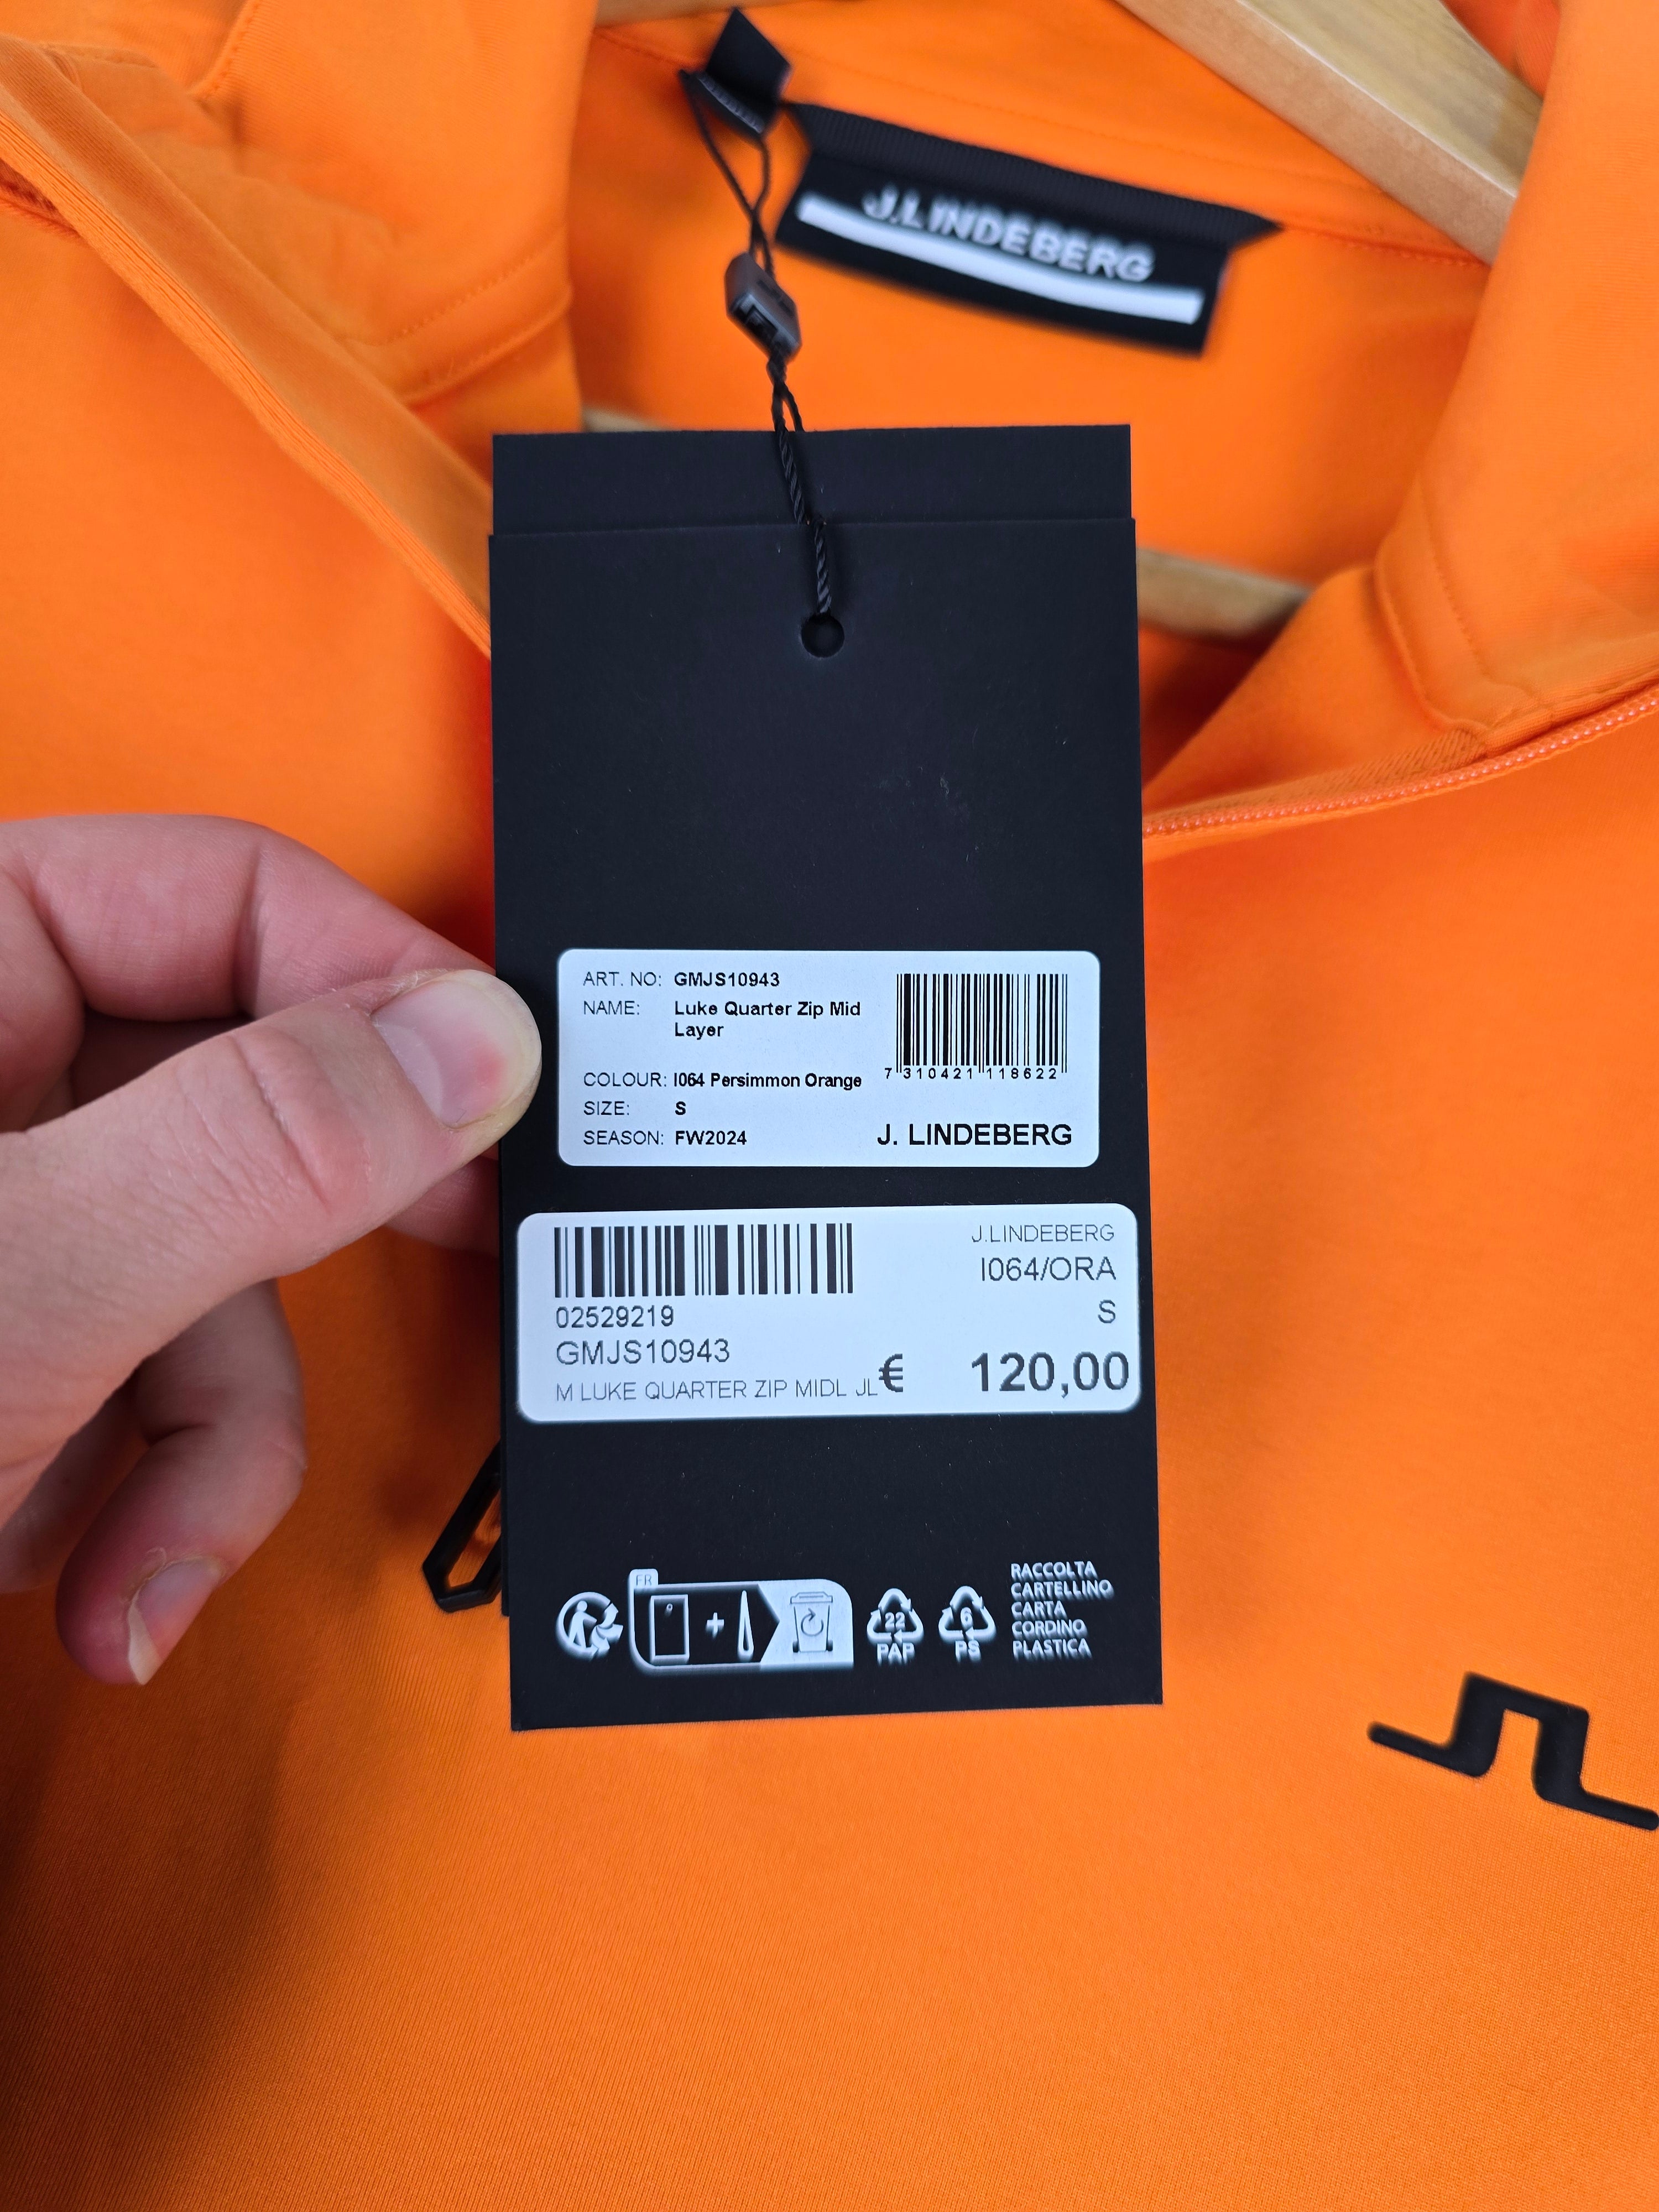 J.LINDEBERG
ART. NO: GMJS10943
NAME: Luke Quarter Zip Mid
Layer
COLOUR: I064 Persimmon Orange
SIZE: S
SEASON: FW2024
7 310421 118622
J. LINDEBERG
02529219
GMJS10943
M LUKE QUARTER ZIP MIDL JL
J.LINDEBERG
I064/ORA
S
€ 120,00
FR
22
PAP
6
PS
RACCOLTA
CARTELLINO
CARTA
CORDINO
PLASTICA